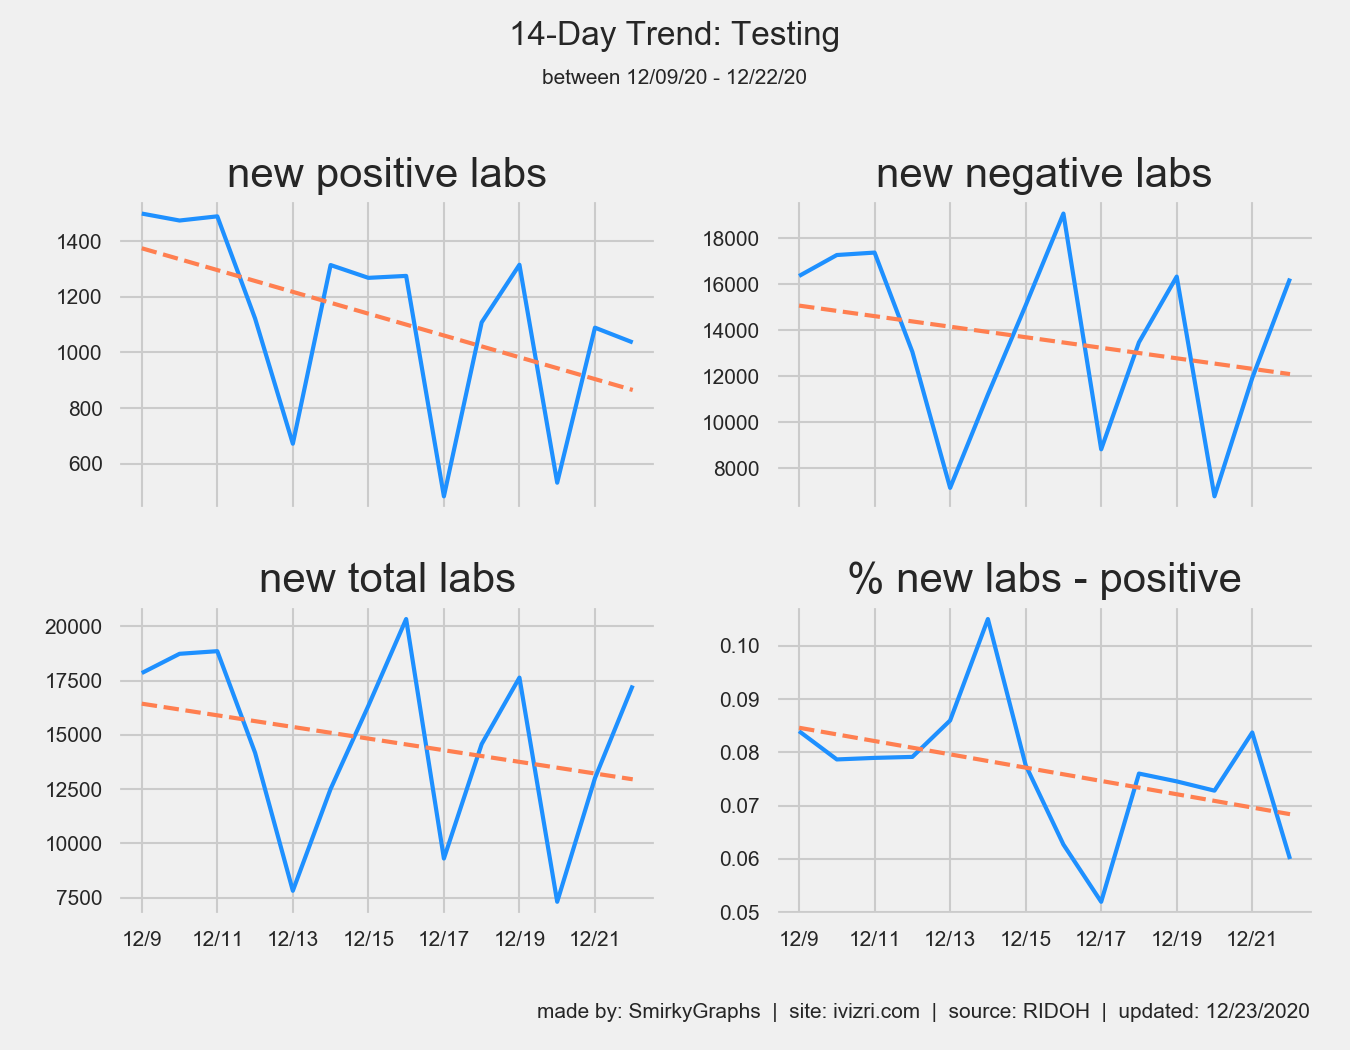 14-Day Trend: Testing
between 12/09/20 - 12/22/20
new positive labs
1400
1200
1000
800
600
new negative labs
18000
16000
14000
12000
10000
8000
new total labs
20000
17500
15000
12500
10000
7500
12/9 12/11 12/13 12/15 12/17 12/19 12/21
% new labs - positive
0.10
0.09
0.08
0.07
0.06
0.05
12/9 12/11 12/13 12/15 12/17 12/19 12/21
made by: SmirkyGraphs | site: ivizri.com | source: RIDOH | updated: 12/23/2020